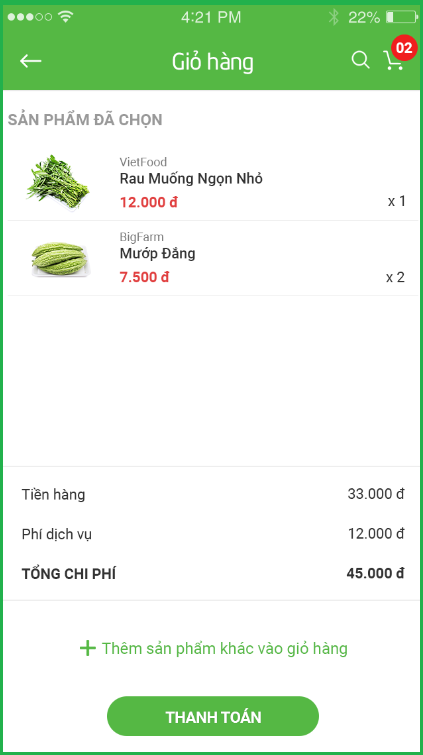 4:21 PM 22%
Giỏ hàng 02
SẢN PHẨM ĐÃ CHỌN
VietFood
Rau Muống Ngọn Nhỏ
12.000 đ x 1
BigFarm
Mướp Đắng
7.500 đ x 2
Tiền hàng 33.000 đ
Phí dịch vụ 12.000 đ
TỔNG CHI PHÍ 45.000 đ
Thêm sản phẩm khác vào giỏ hàng
THANH TOÁN